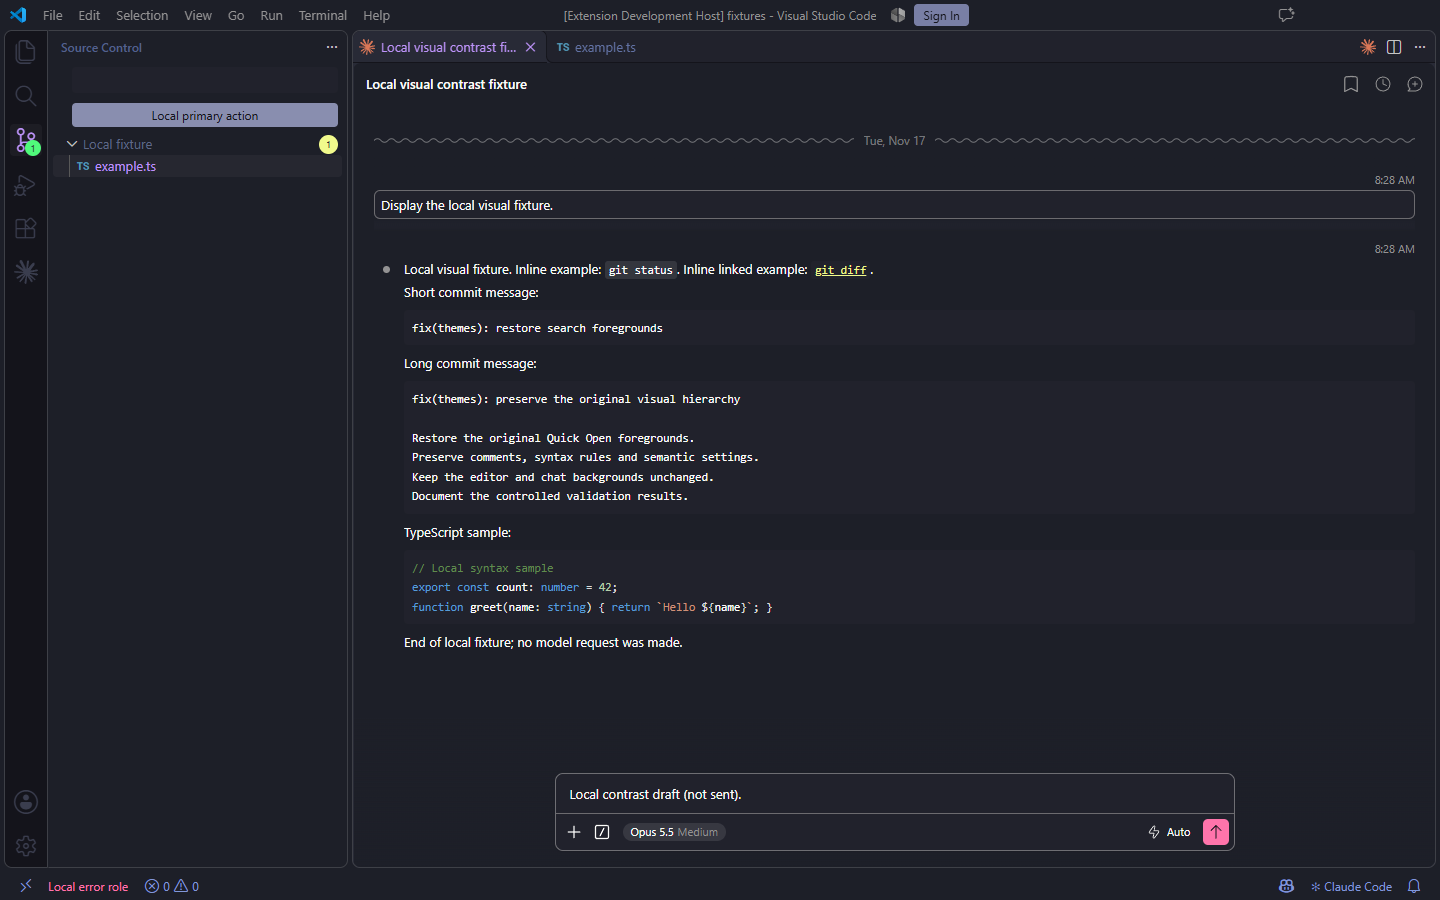 File Edit Selection View Go Run Terminal Help
[Extension Development Host] fixtures - Visual Studio Code
Sign In
Source Control
Local primary action
Local fixture
1
1
TS example.ts
Local visual contrast fi...
TS example.ts
Local visual contrast fixture
Tue, Nov 17
8:28 AM
Display the local visual fixture.
8:28 AM
Local visual fixture. Inline example: git status. Inline linked example: git diff.
Short commit message:
fix(themes): restore search foregrounds
Long commit message:
fix(themes): preserve the original visual hierarchy
Restore the original Quick Open foregrounds.
Preserve comments, syntax rules and semantic settings.
Keep the editor and chat backgrounds unchanged.
Document the controlled validation results.
TypeScript sample:
// Local syntax sample
export const count: number = 42;
function greet(name: string) { return `Hello ${name}`; }
End of local fixture; no model request was made.
Local contrast draft (not sent).
Opus 5.5 Medium
Auto
Local error role
0 0
Claude Code